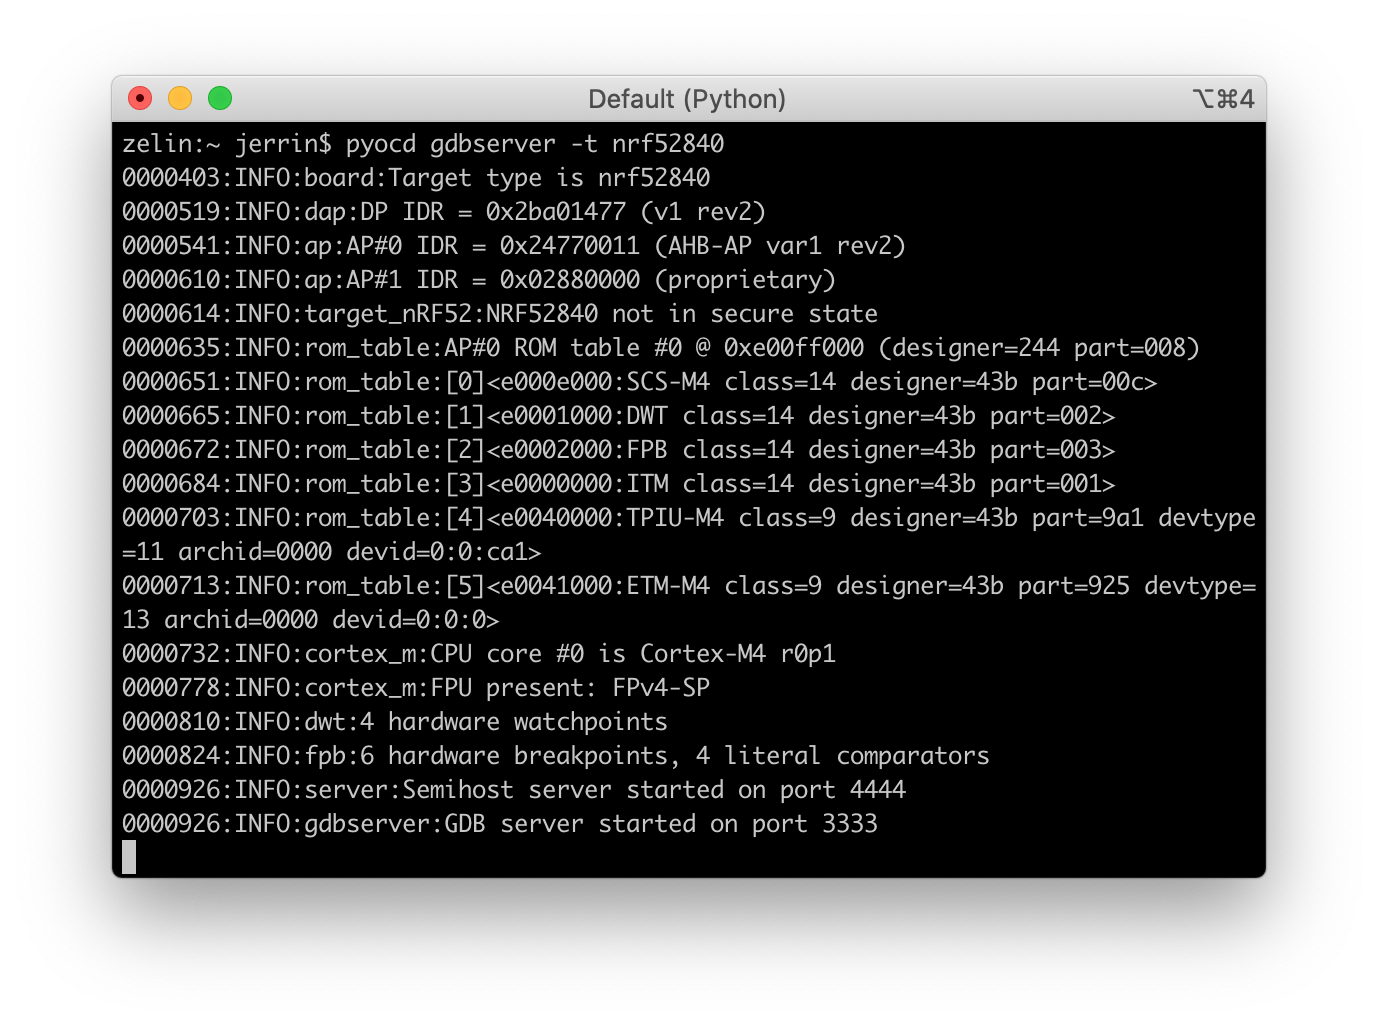 Default (Python)
⌥⌘4
zelin:~ jerrin$ pyocd gdbserver -t nrf52840
0000403:INFO:board:Target type is nrf52840
0000519:INFO:dap:DP IDR = 0x2ba01477 (v1 rev2)
0000541:INFO:ap:AP#0 IDR = 0x24770011 (AHB-AP var1 rev2)
0000610:INFO:ap:AP#1 IDR = 0x02880000 (proprietary)
0000614:INFO:target_nRF52:NRF52840 not in secure state
0000635:INFO:rom_table:AP#0 ROM table #0 @ 0xe00ff000 (designer=244 part=008)
0000651:INFO:rom_table:[0]<e000e000:SCS-M4 class=14 designer=43b part=00c>
0000665:INFO:rom_table:[1]<e0001000:DWT class=14 designer=43b part=002>
0000672:INFO:rom_table:[2]<e0002000:FPB class=14 designer=43b part=003>
0000684:INFO:rom_table:[3]<e0000000:ITM class=14 designer=43b part=001>
0000703:INFO:rom_table:[4]<e0040000:TPIU-M4 class=9 designer=43b part=9a1 devtype
=11 archid=0000 devid=0:0:ca1>
0000713:INFO:rom_table:[5]<e0041000:ETM-M4 class=9 designer=43b part=925 devtype=
13 archid=0000 devid=0:0:0>
0000732:INFO:cortex_m:CPU core #0 is Cortex-M4 r0p1
0000778:INFO:cortex_m:FPU present: FPv4-SP
0000810:INFO:dwt:4 hardware watchpoints
0000824:INFO:fpb:6 hardware breakpoints, 4 literal comparators
0000926:INFO:server:Semihost server started on port 4444
0000926:INFO:gdbserver:GDB server started on port 3333